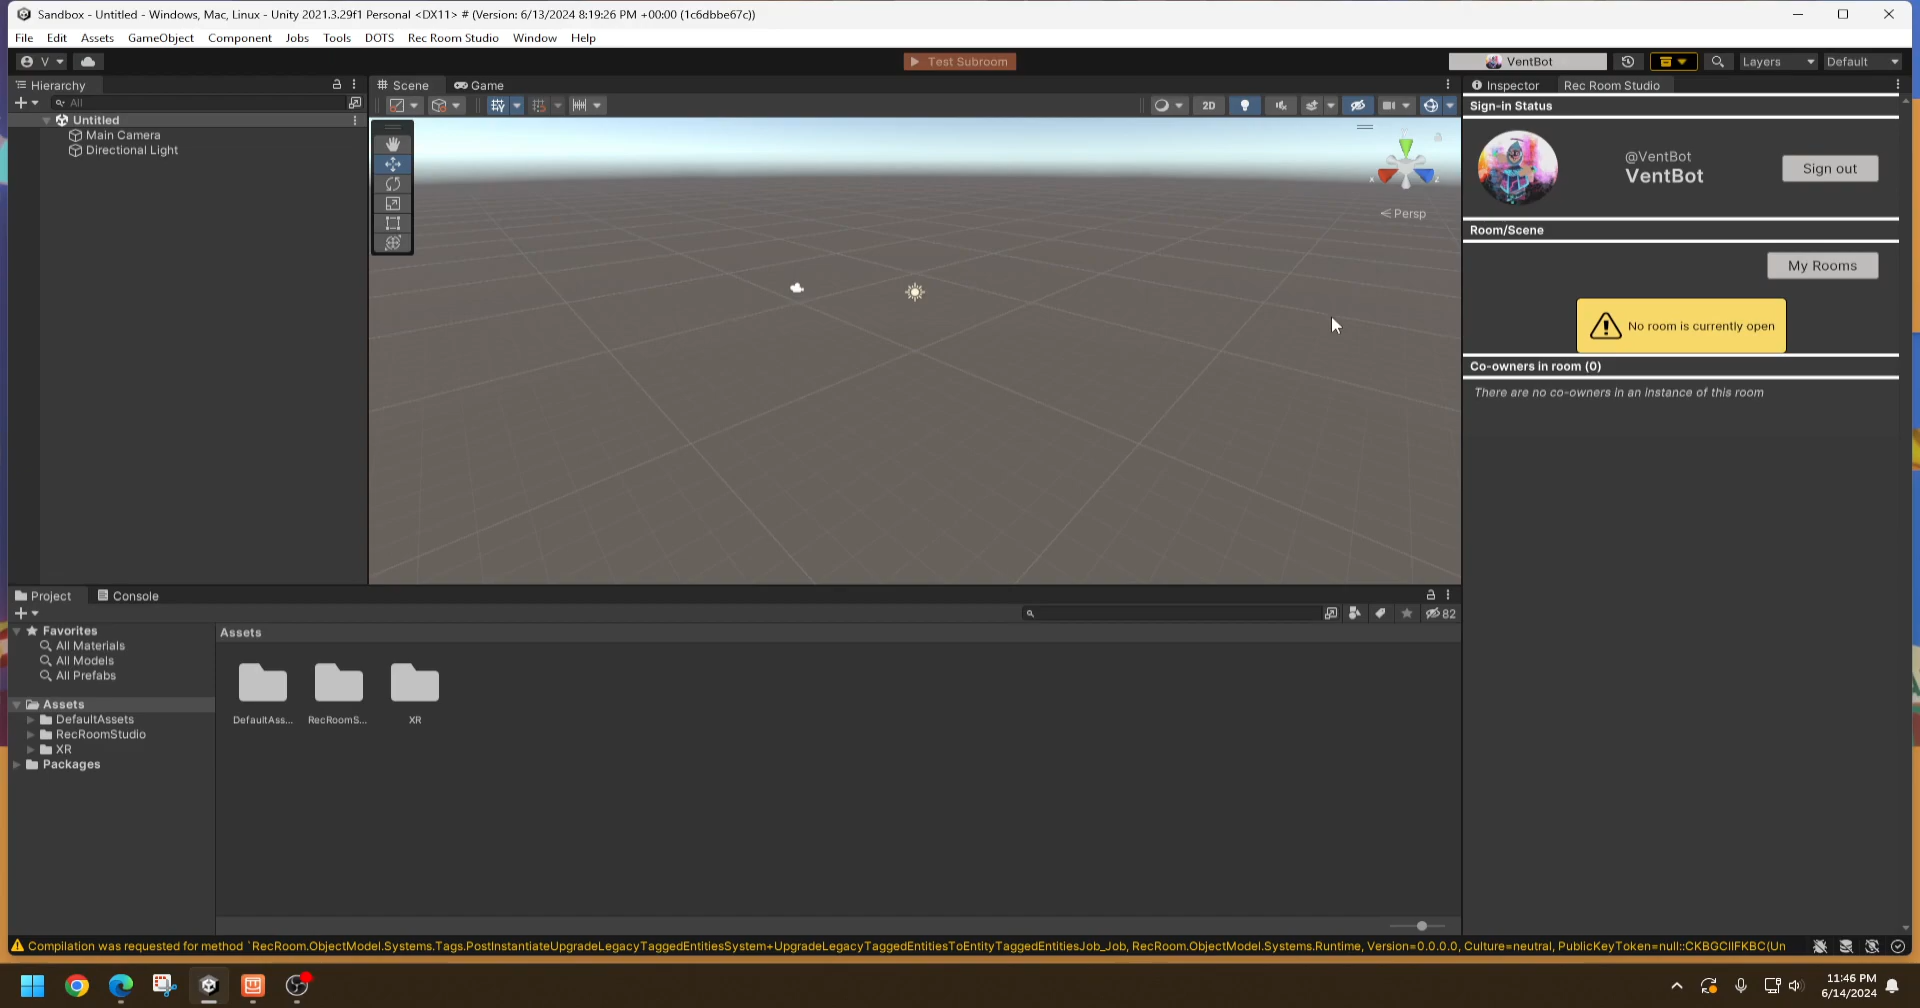 Sandbox - Untitled - Windows, Mac, Linux - Unity 2021.3.29f1 Personal <DX11> # (Version: 6/13/2024 8:19:26 PM +00:00 (1c6dbbe67c))
File Edit Assets GameObject Component Jobs Tools DOTS Rec Room Studio Window Help
V
Test Subroom
VentBot
Layers
Default
Hierarchy
All
Untitled
Main Camera
Directional Light
Scene
Game
2D
Persp
Inspector
Rec Room Studio
Sign-in Status
@VentBot
VentBot
Sign out
Room/Scene
My Rooms
No room is currently open
Co-owners in room (0)
There are no co-owners in an instance of this room
Project
Console
82
Favorites
All Materials
All Models
All Prefabs
Assets
DefaultAssets
RecRoomStudio
XR
Packages
Assets
DefaultAss...
RecRoomS...
XR
Compilation was requested for method `RecRoom.ObjectModel.Systems.Tags.PostInstantiateUpgradeLegacyTaggedEntitiesSystem+UpgradeLegacyTaggedEntitiesToEntityTaggedEntitiesJob_Job, RecRoom.ObjectModel.Systems.Runtime, Version=0.0.0.0, Culture=neutral, PublicKeyToken=null::CKBGCIIFKBC(Un
11:46 PM
6/14/2024